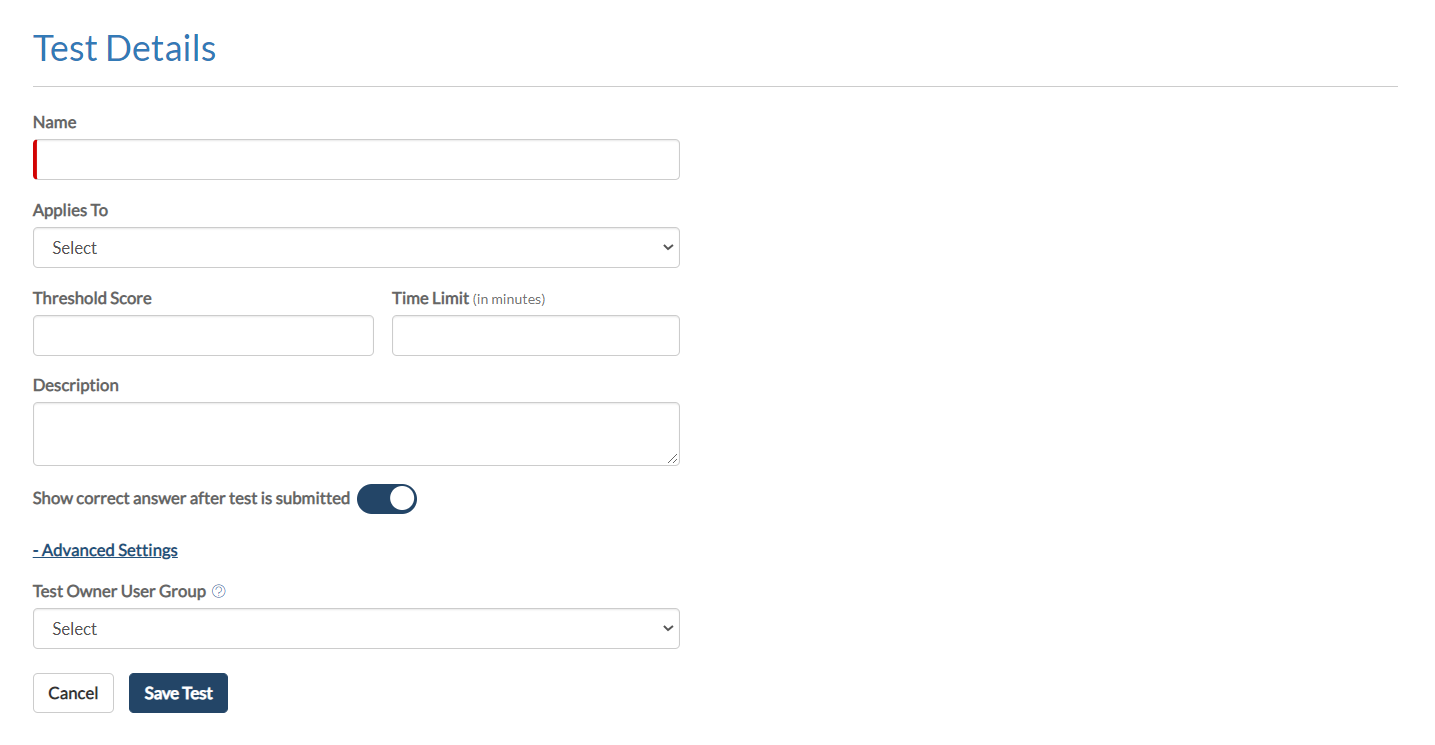 Test Details
Name
Applies To
Select
Threshold Score
Time Limit (in minutes)
Description
Show correct answer after test is submitted
- Advanced Settings
Test Owner User Group ?
Select
Cancel
Save Test